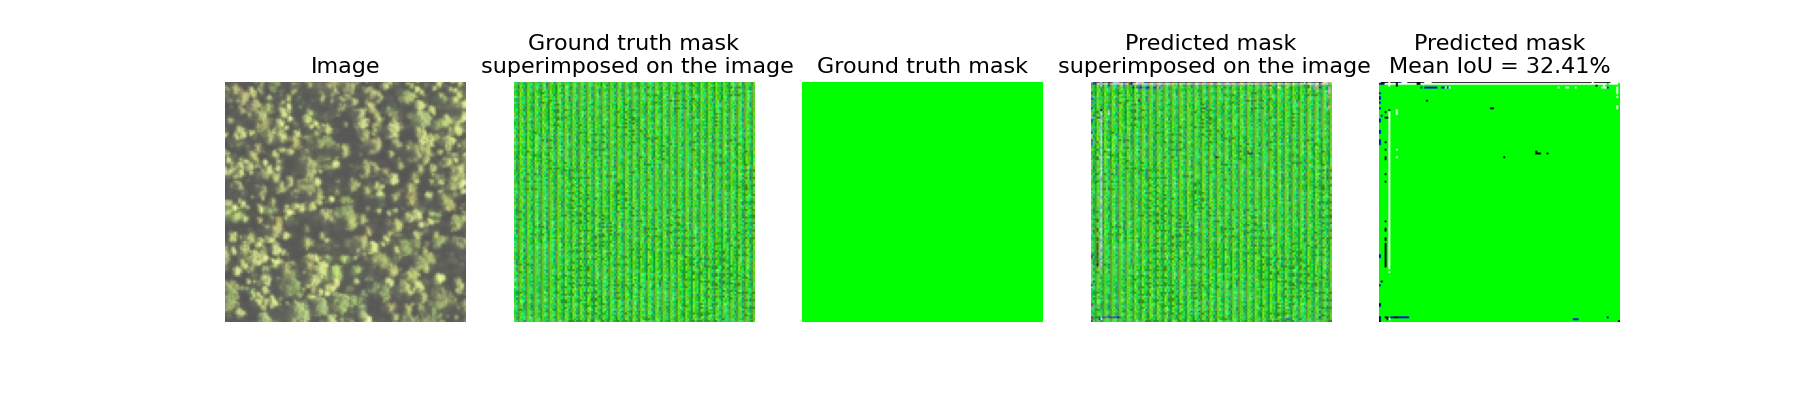 Image
Ground truth mask
superimposed on the image
Ground truth mask
Predicted mask
superimposed on the image
Predicted mask
Mean IoU = 32.41%